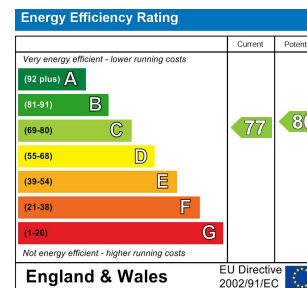 Energy Efficiency Rating
Current
Very energy efficient - lower running costs
(92 plus) A
(81-91) B
(69-80) C
(55-68) D
(39-54) E
(21-38) F
(1-20) G
77
Not energy efficient - higher running costs
England & Wales
EU Directive
2002/91/EC